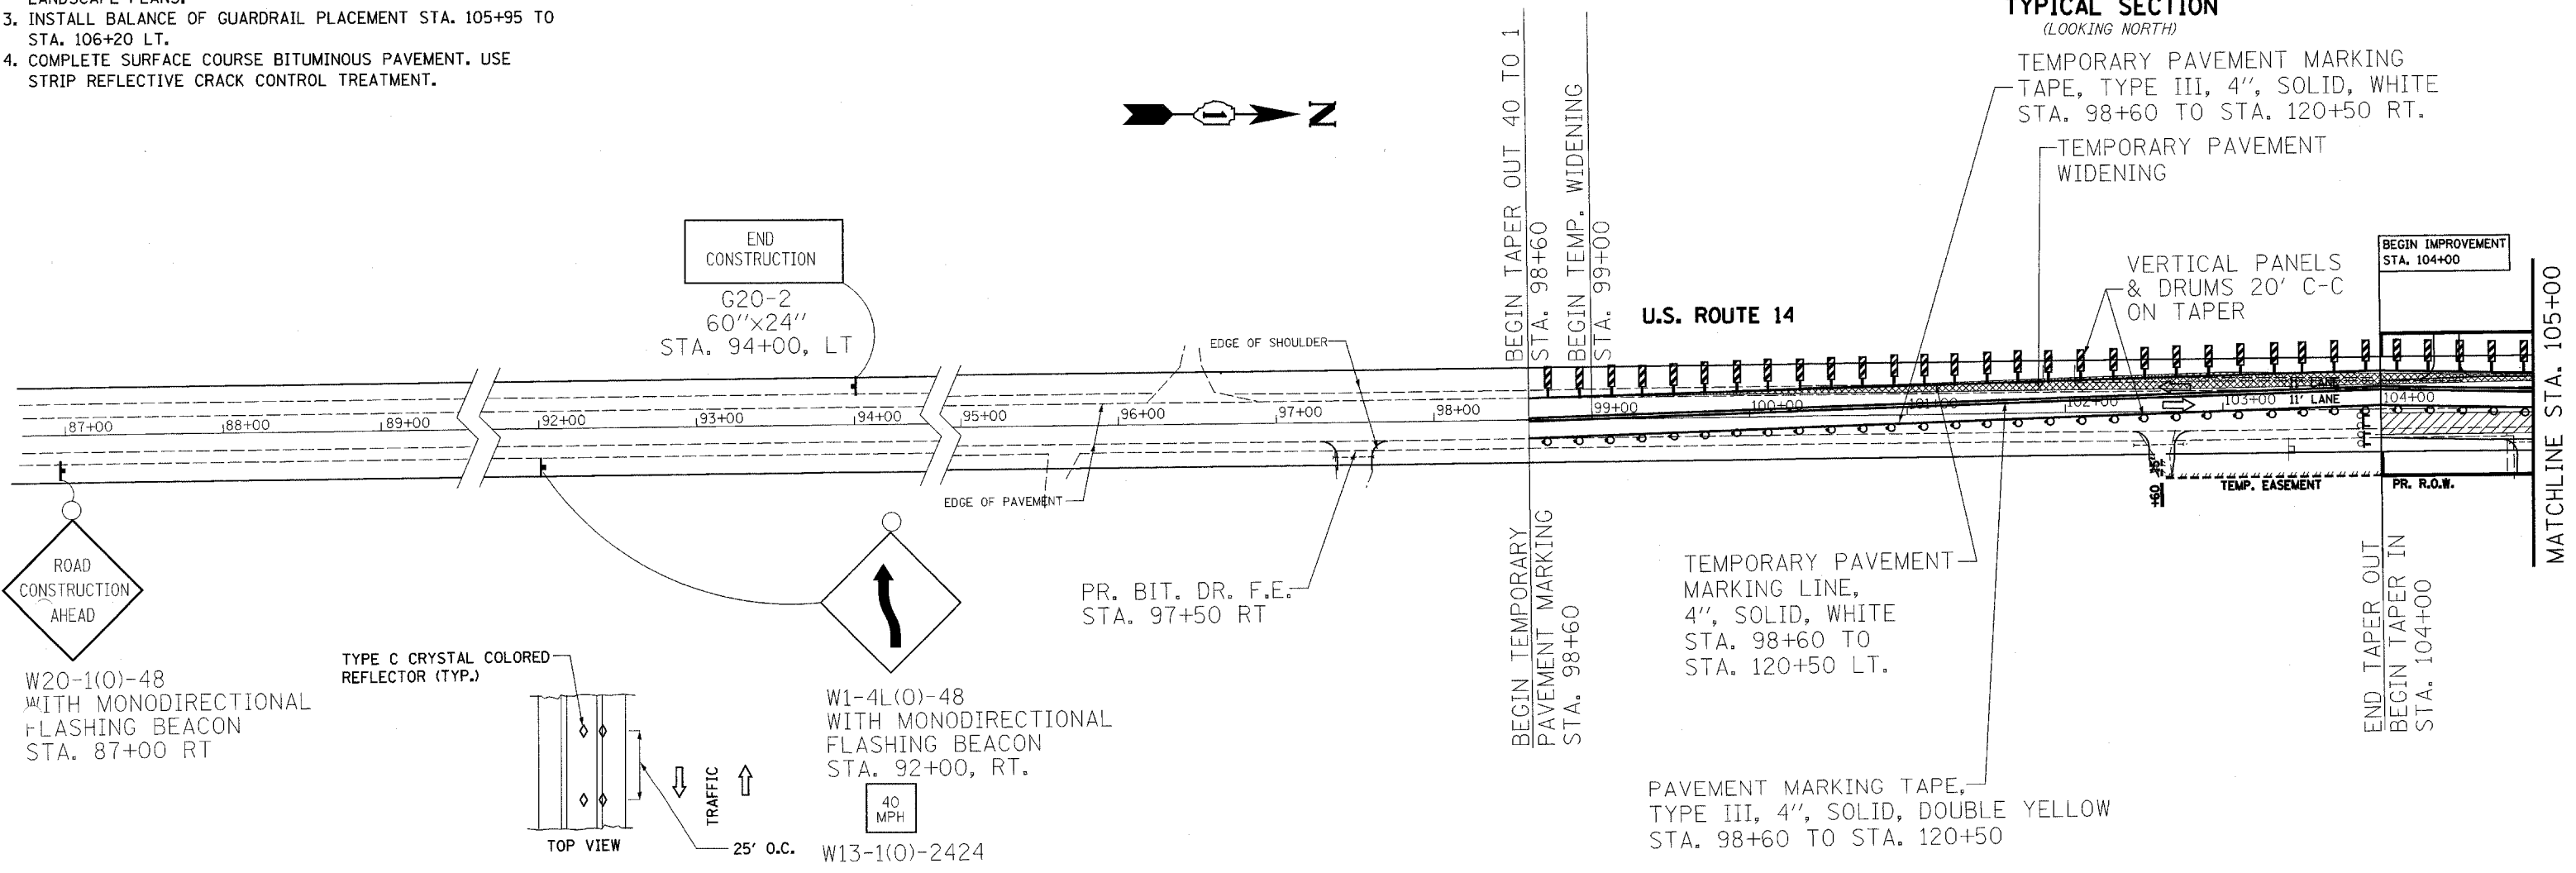 LANDSCAPE PLANS.
3. INSTALL BALANCE OF GUARDRAIL PLACEMENT STA. 105+95 TO
STA. 106+20 LT.
4. COMPLETE SURFACE COURSE BITUMINOUS PAVEMENT. USE
STRIP REFLECTIVE CRACK CONTROL TREATMENT.
1
N
TYPICAL SECTION
(LOOKING NORTH)
TEMPORARY PAVEMENT MARKING
TAPE, TYPE III, 4", SOLID, WHITE
STA. 98+60 TO STA. 120+50 RT.
TEMPORARY PAVEMENT
WIDENING
VERTICAL PANELS
& DRUMS 20' C-C
ON TAPER
BEGIN IMPROVEMENT
STA. 104+00
MATCHLINE STA. 105+00
BEGIN TAPER OUT 40 TO 1
STA. 98+60
BEGIN TEMP. WIDENING
STA. 99+00
U.S. ROUTE 14
END
CONSTRUCTION
G20-2
60"x24"
STA. 94+00, LT
EDGE OF SHOULDER
87+00
88+00
89+00
92+00
93+00
94+00
95+00
96+00
97+00
98+00
99+00
100+00
101+00
102+00
103+00
104+00
11' LANE
11' LANE
EDGE OF PAVEMENT
TEMP. EASEMENT
PR. R.O.W.
+60
ROAD
CONSTRUCTION
AHEAD
W20-1(O)-48
WITH MONODIRECTIONAL
FLASHING BEACON
STA. 87+00 RT
TYPE C CRYSTAL COLORED
REFLECTOR (TYP.)
TRAFFIC
TOP VIEW
25' O.C.
W1-4L(O)-48
WITH MONODIRECTIONAL
FLASHING BEACON
STA. 92+00, RT.
40
MPH
W13-1(O)-2424
PR. BIT. DR. F.E.
STA. 97+50 RT
BEGIN TEMPORARY
PAVEMENT MARKING
STA. 98+60
TEMPORARY PAVEMENT
MARKING LINE,
4", SOLID, WHITE
STA. 98+60 TO
STA. 120+50 LT.
PAVEMENT MARKING TAPE,
TYPE III, 4", SOLID, DOUBLE YELLOW
STA. 98+60 TO STA. 120+50
END TAPER OUT
BEGIN TAPER IN
STA. 104+00